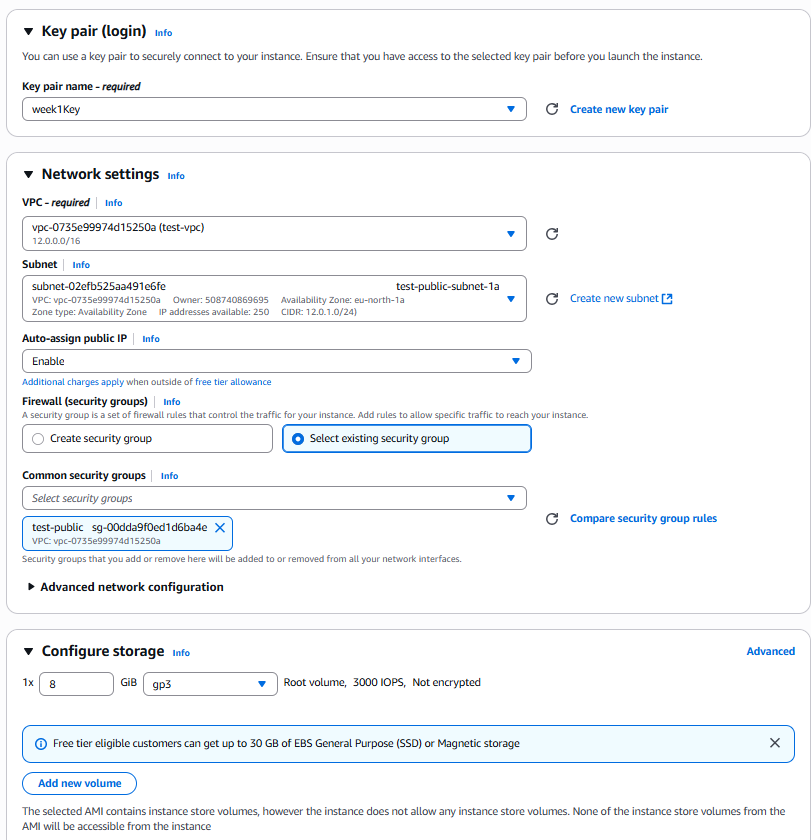 Key pair (login) Info
You can use a key pair to securely connect to your instance. Ensure that you have access to the selected key pair before you launch the instance.
Key pair name - required
week1Key
Create new key pair
Network settings Info
VPC - required Info
vpc-0735e99974d15250a (test-vpc)
12.0.0.0/16
Subnet Info
subnet-02efb525aa491e6fe test-public-subnet-1a
VPC: vpc-0735e99974d15250a Owner: 508740869695 Availability Zone: eu-north-1a
Zone type: Availability Zone IP addresses available: 250 CIDR: 12.0.1.0/24)
Create new subnet
Auto-assign public IP Info
Enable
Additional charges apply when outside of free tier allowance
Firewall (security groups) Info
A security group is a set of firewall rules that control the traffic for your instance. Add rules to allow specific traffic to reach your instance.
Create security group Select existing security group
Common security groups Info
Select security groups
test-public sg-00dda9f0ed1d6ba4e
VPC: vpc-0735e99974d15250a
Compare security group rules
Security groups that you add or remove here will be added to or removed from all your network interfaces.
Advanced network configuration
Configure storage Info Advanced
1x 8 GiB gp3 Root volume, 3000 IOPS, Not encrypted
Free tier eligible customers can get up to 30 GB of EBS General Purpose (SSD) or Magnetic storage
Add new volume
The selected AMI contains instance store volumes, however the instance does not allow any instance store volumes. None of the instance store volumes from the
AMI will be accessible from the instance